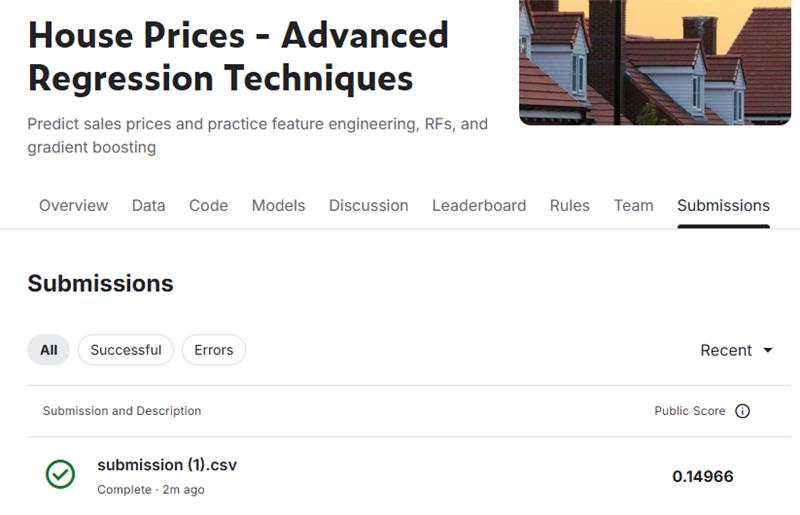 House Prices - Advanced
Regression Techniques
Predict sales prices and practice feature engineering, RFs, and
gradient boosting
Overview Data Code Models Discussion Leaderboard Rules Team Submissions
Submissions
All Successful Errors Recent
Submission and Description Public Score
submission (1).csv
Complete · 2m ago
0.14966